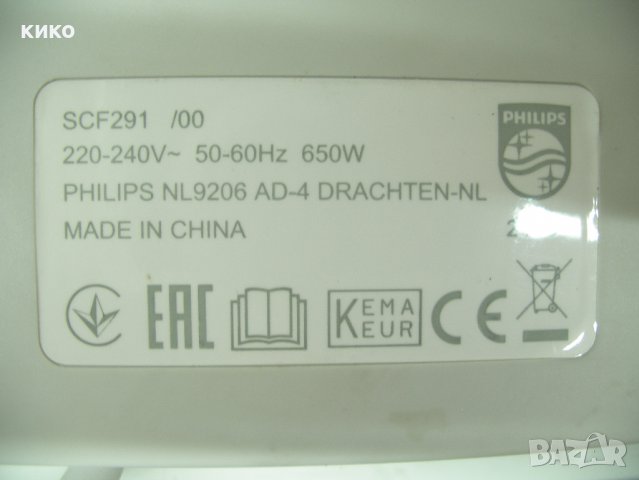 кико
SCF291 /00
PHILIPS
220-240V~ 50-60Hz 650W
PHILIPS NL9206 AD-4 DRACHTEN-NL
MADE IN CHINA
EAC
KEMA
KEUR
CE
BAZAR